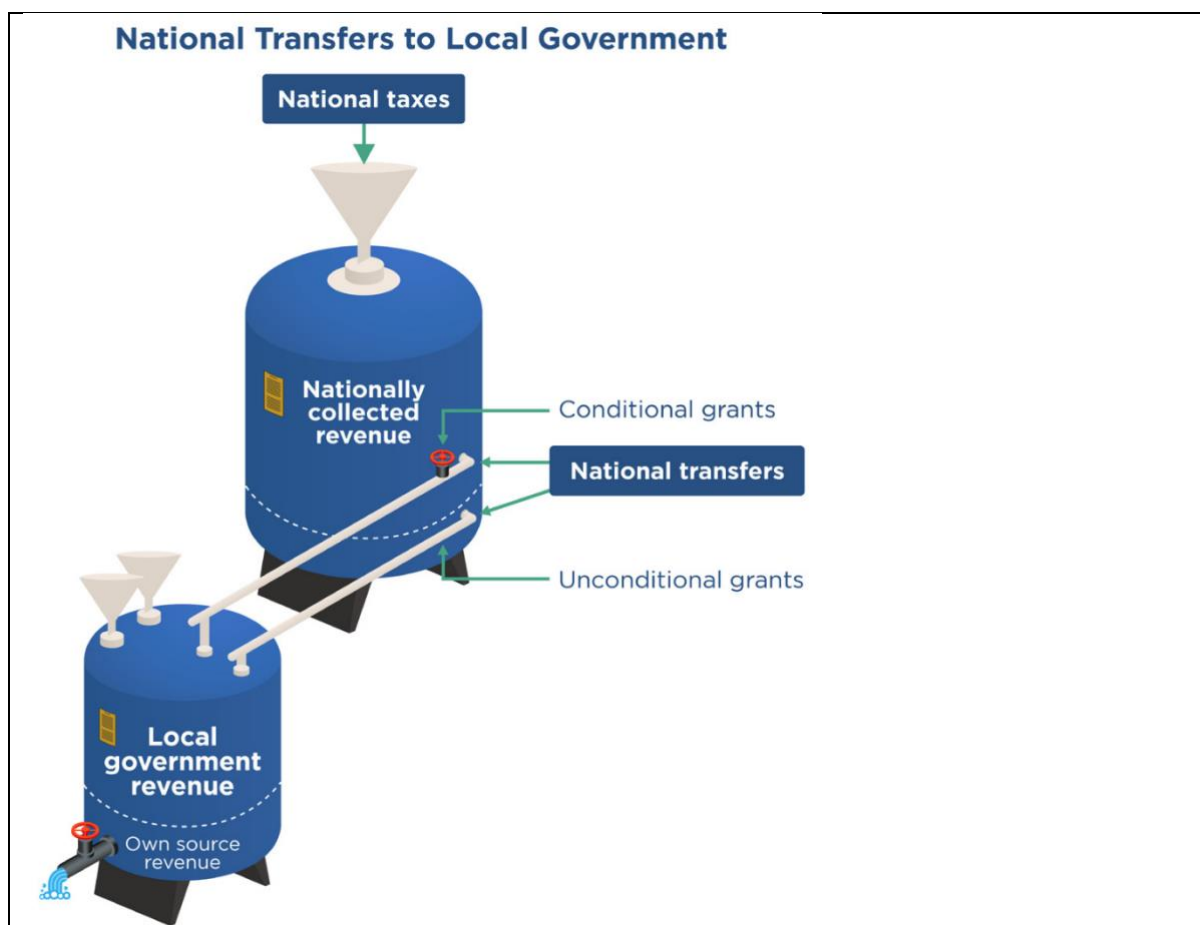 National Transfers to Local Government
National taxes
Nationally
collected
revenue
Conditional grants
National transfers
Unconditional grants
Local
government
revenue
Own source
revenue